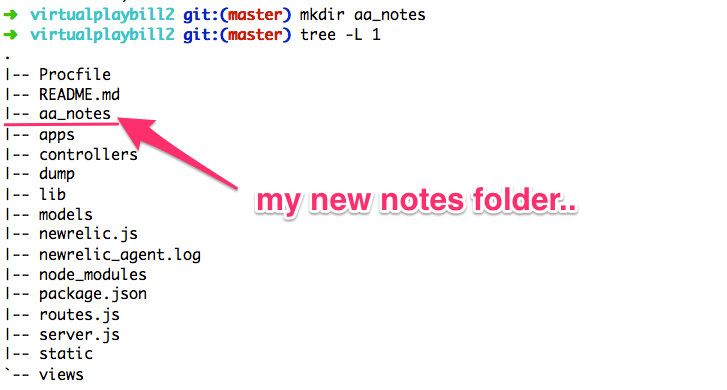 ➜ virtualplaybill2 git:(master) mkdir aa_notes
➜ virtualplaybill2 git:(master) tree -L 1
.
|-- Procfile
|-- README.md
|-- aa_notes
|-- apps
|-- controllers
|-- dump
|-- lib
my new notes folder..
|-- models
|-- newrelic.js
|-- newrelic_agent.log
|-- node_modules
|-- package.json
|-- routes.js
|-- server.js
|-- static
`-- views